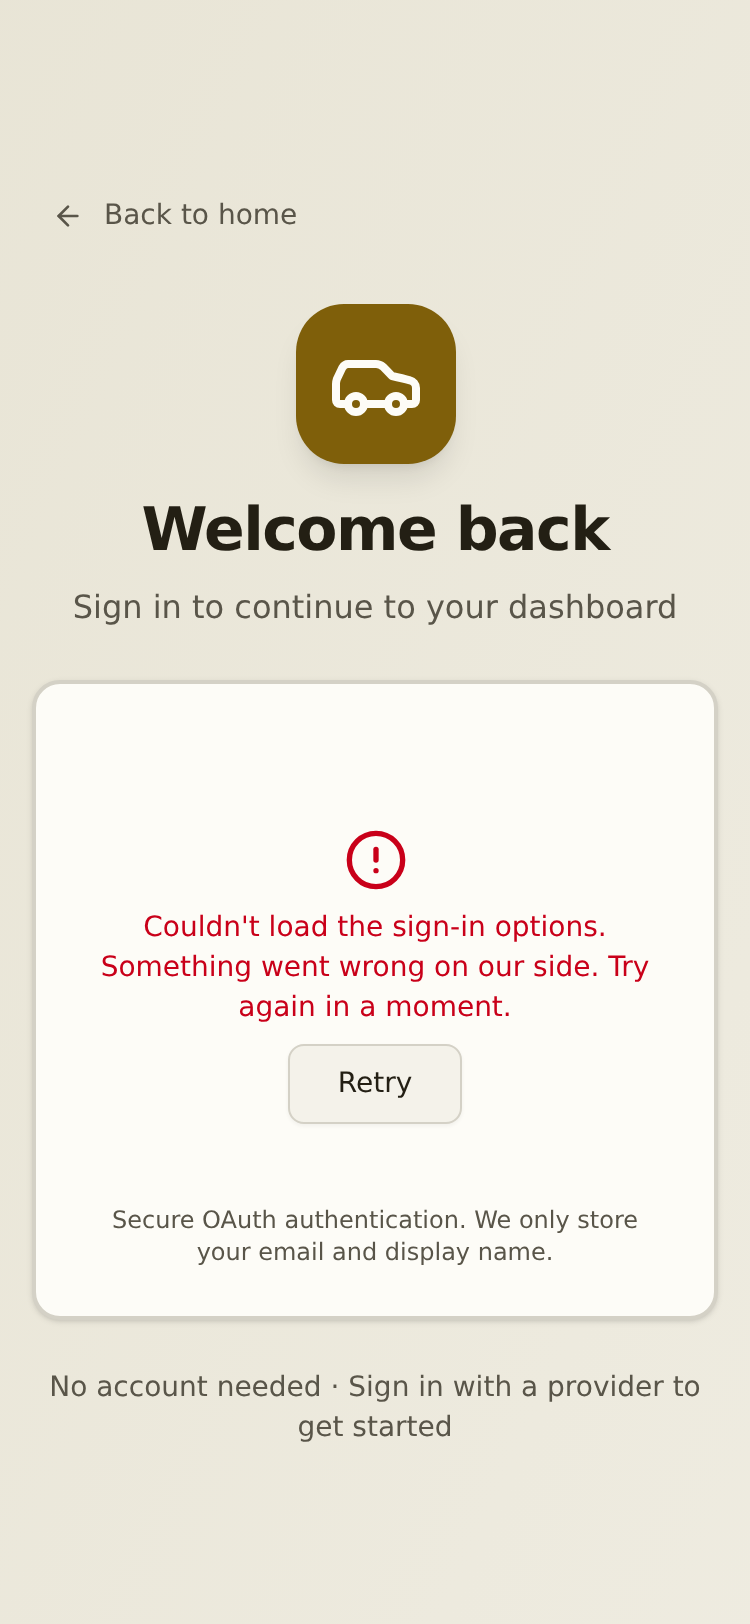 Back to home
Welcome back
Sign in to continue to your dashboard
Couldn't load the sign-in options.
Something went wrong on our side. Try
again in a moment.
Retry
Secure OAuth authentication. We only store
your email and display name.
No account needed · Sign in with a provider to
get started